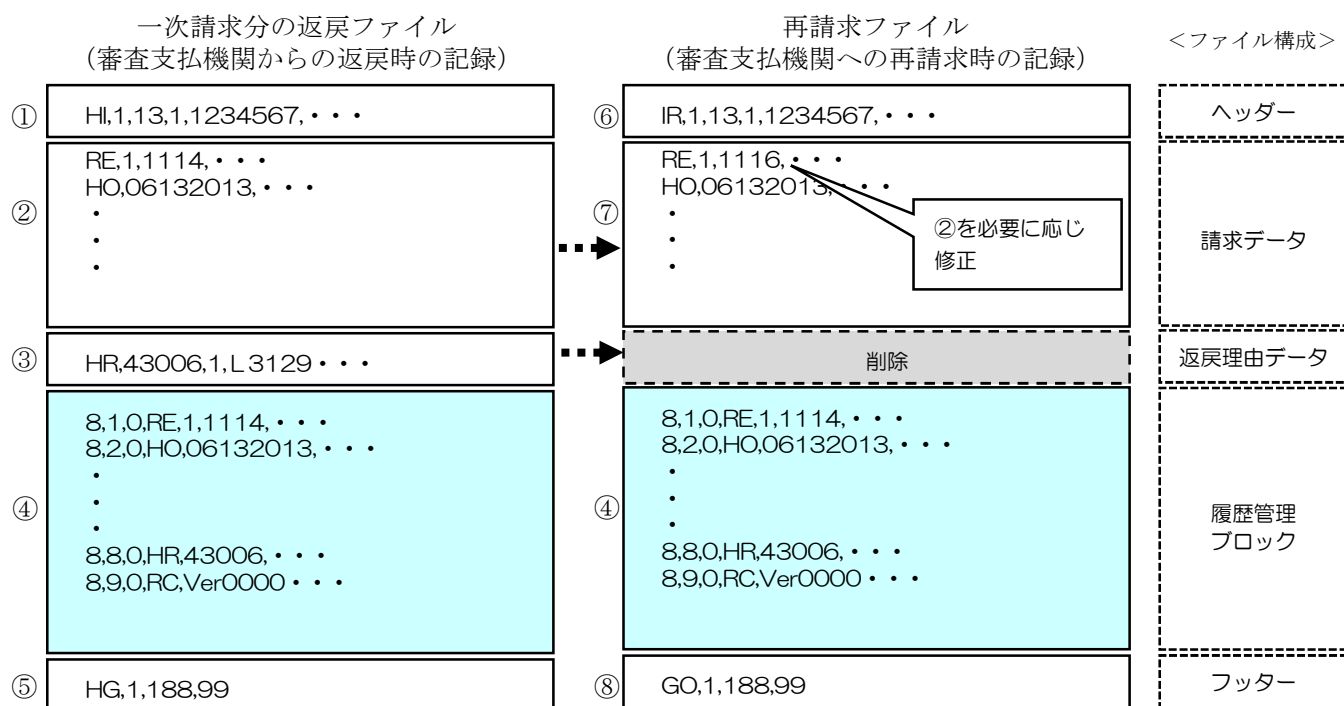 一次請求分の返戻ファイル
(審査支払機関からの返戻時の記録)
再請求ファイル
(審査支払機関への再請求時の記録)
＜ファイル構成＞
① HI,1,13,1,1234567,・・・
⑥ IR,1,13,1,1234567,・・・
ヘッダー
②
RE,1,1114,・・・
HO,06132013,・・・
・
・
・
⑦
RE,1,1116,・・・
HO,06132013,・・・
・
・
・
②を必要に応じ
修正
請求データ
③ HR,43006,1,L3129・・・
削除
返戻理由データ
④
8,1,0,RE,1,1114,・・・
8,2,0,HO,06132013,・・・
・
・
・
8,8,0,HR,43006,・・・
8,9,0,RC,Ver0000・・・
④
8,1,0,RE,1,1114,・・・
8,2,0,HO,06132013,・・・
・
・
・
8,8,0,HR,43006,・・・
8,9,0,RC,Ver0000・・・
履歴管理
ブロック
⑤ HG,1,188,99
⑧ GO,1,188,99
フッター